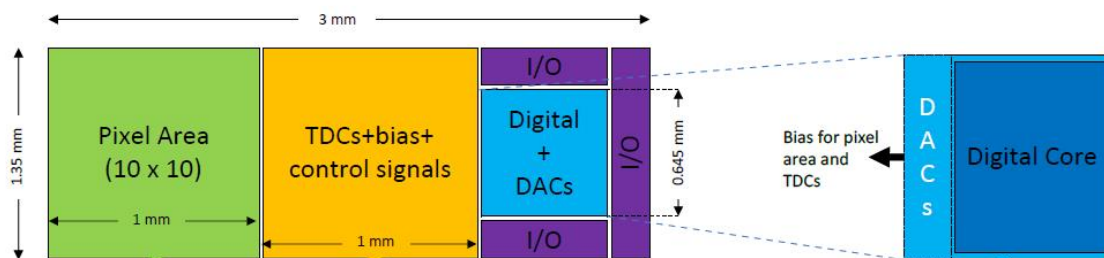 3 mm
1.35 mm
Pixel Area
(10 x 10)
1 mm
TDCs+bias+
control signals
1 mm
I/O
Digital
+
DACs
I/O
I/O
0.645 mm
Bias for pixel
area and
TDCs
D
A
C
s
Digital Core